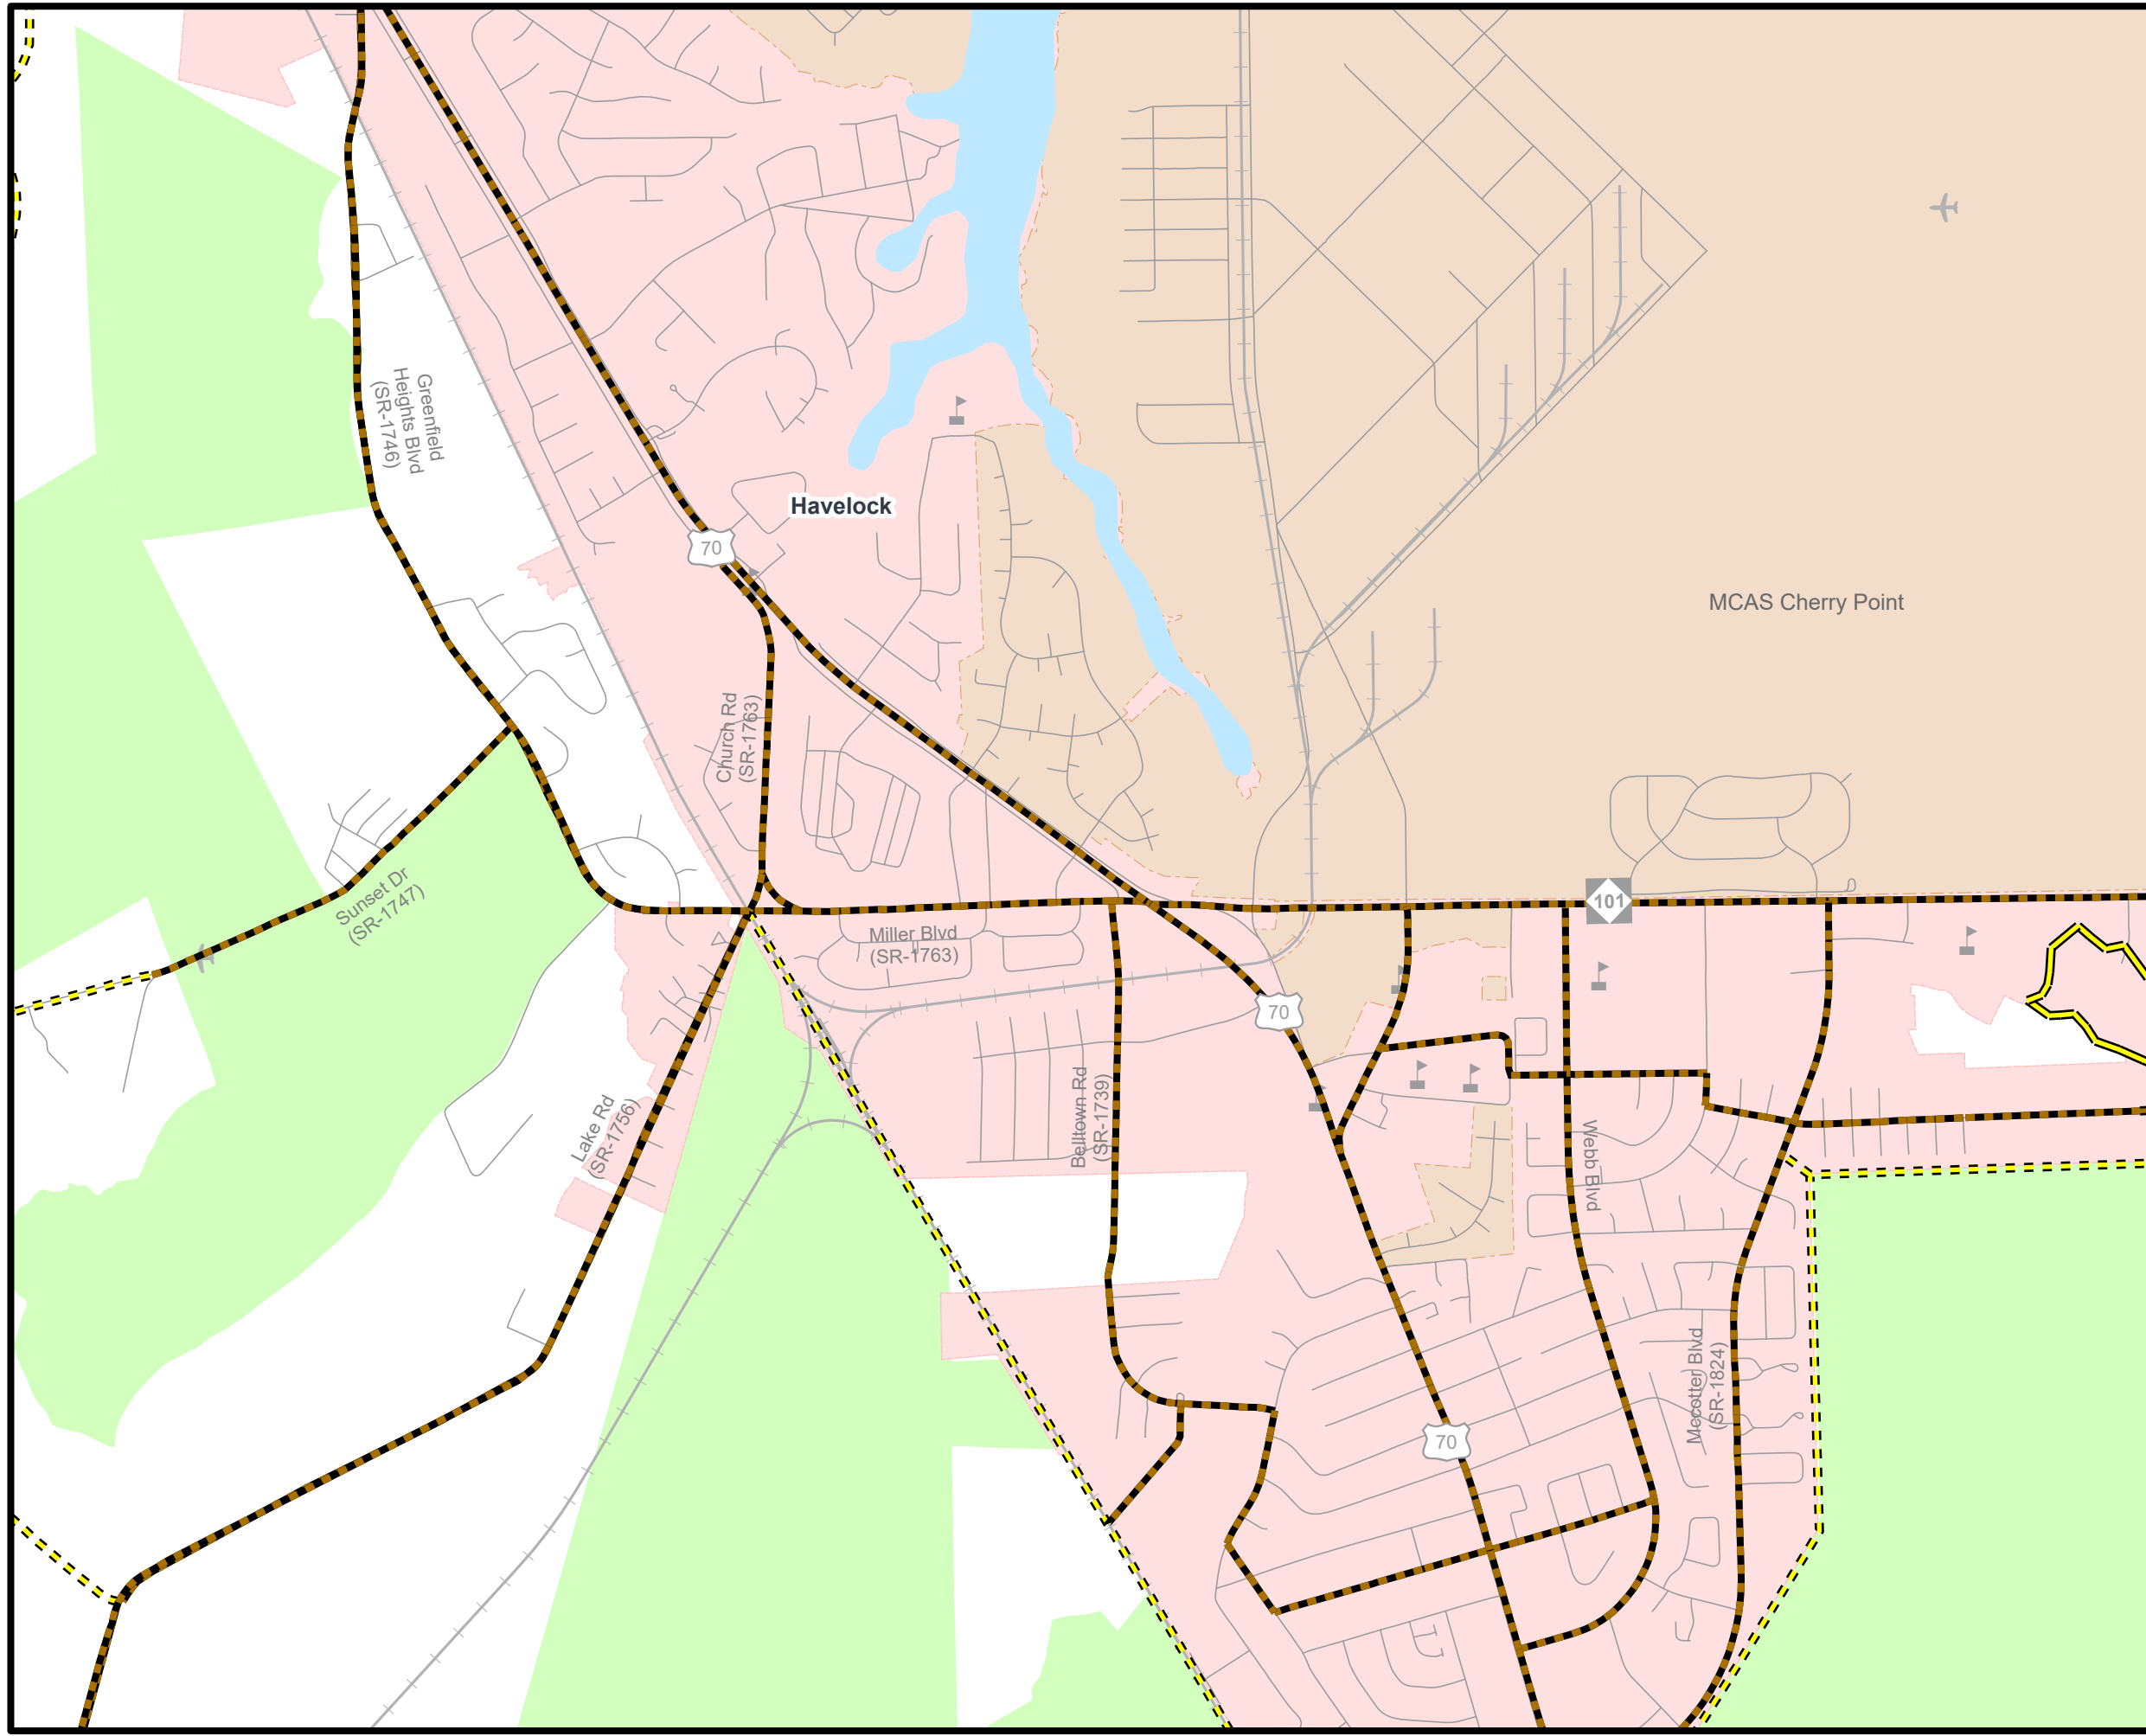 Greenfield
Heights Blvd
(SR-1746)
Havelock
70
MCAS Cherry Point
Church Rd
(SR-1763)
Sunset Dr
(SR-1747)
101
Miller Blvd
(SR-1763)
70
Lake Rd
(SR-1756)
Belltown Rd
(SR-1739)
Webb Blvd
Mccotter Blvd
(SR-1824)
70